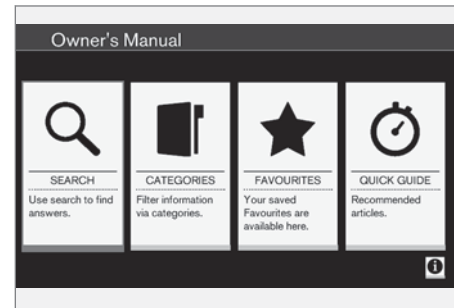 Owner's Manual
SEARCH
Use search to find
answers.
CATEGORIES
Filter information
via categories.
FAVOURITES
Your saved
Favourites are
available here.
QUICK GUIDE
Recommended
articles.